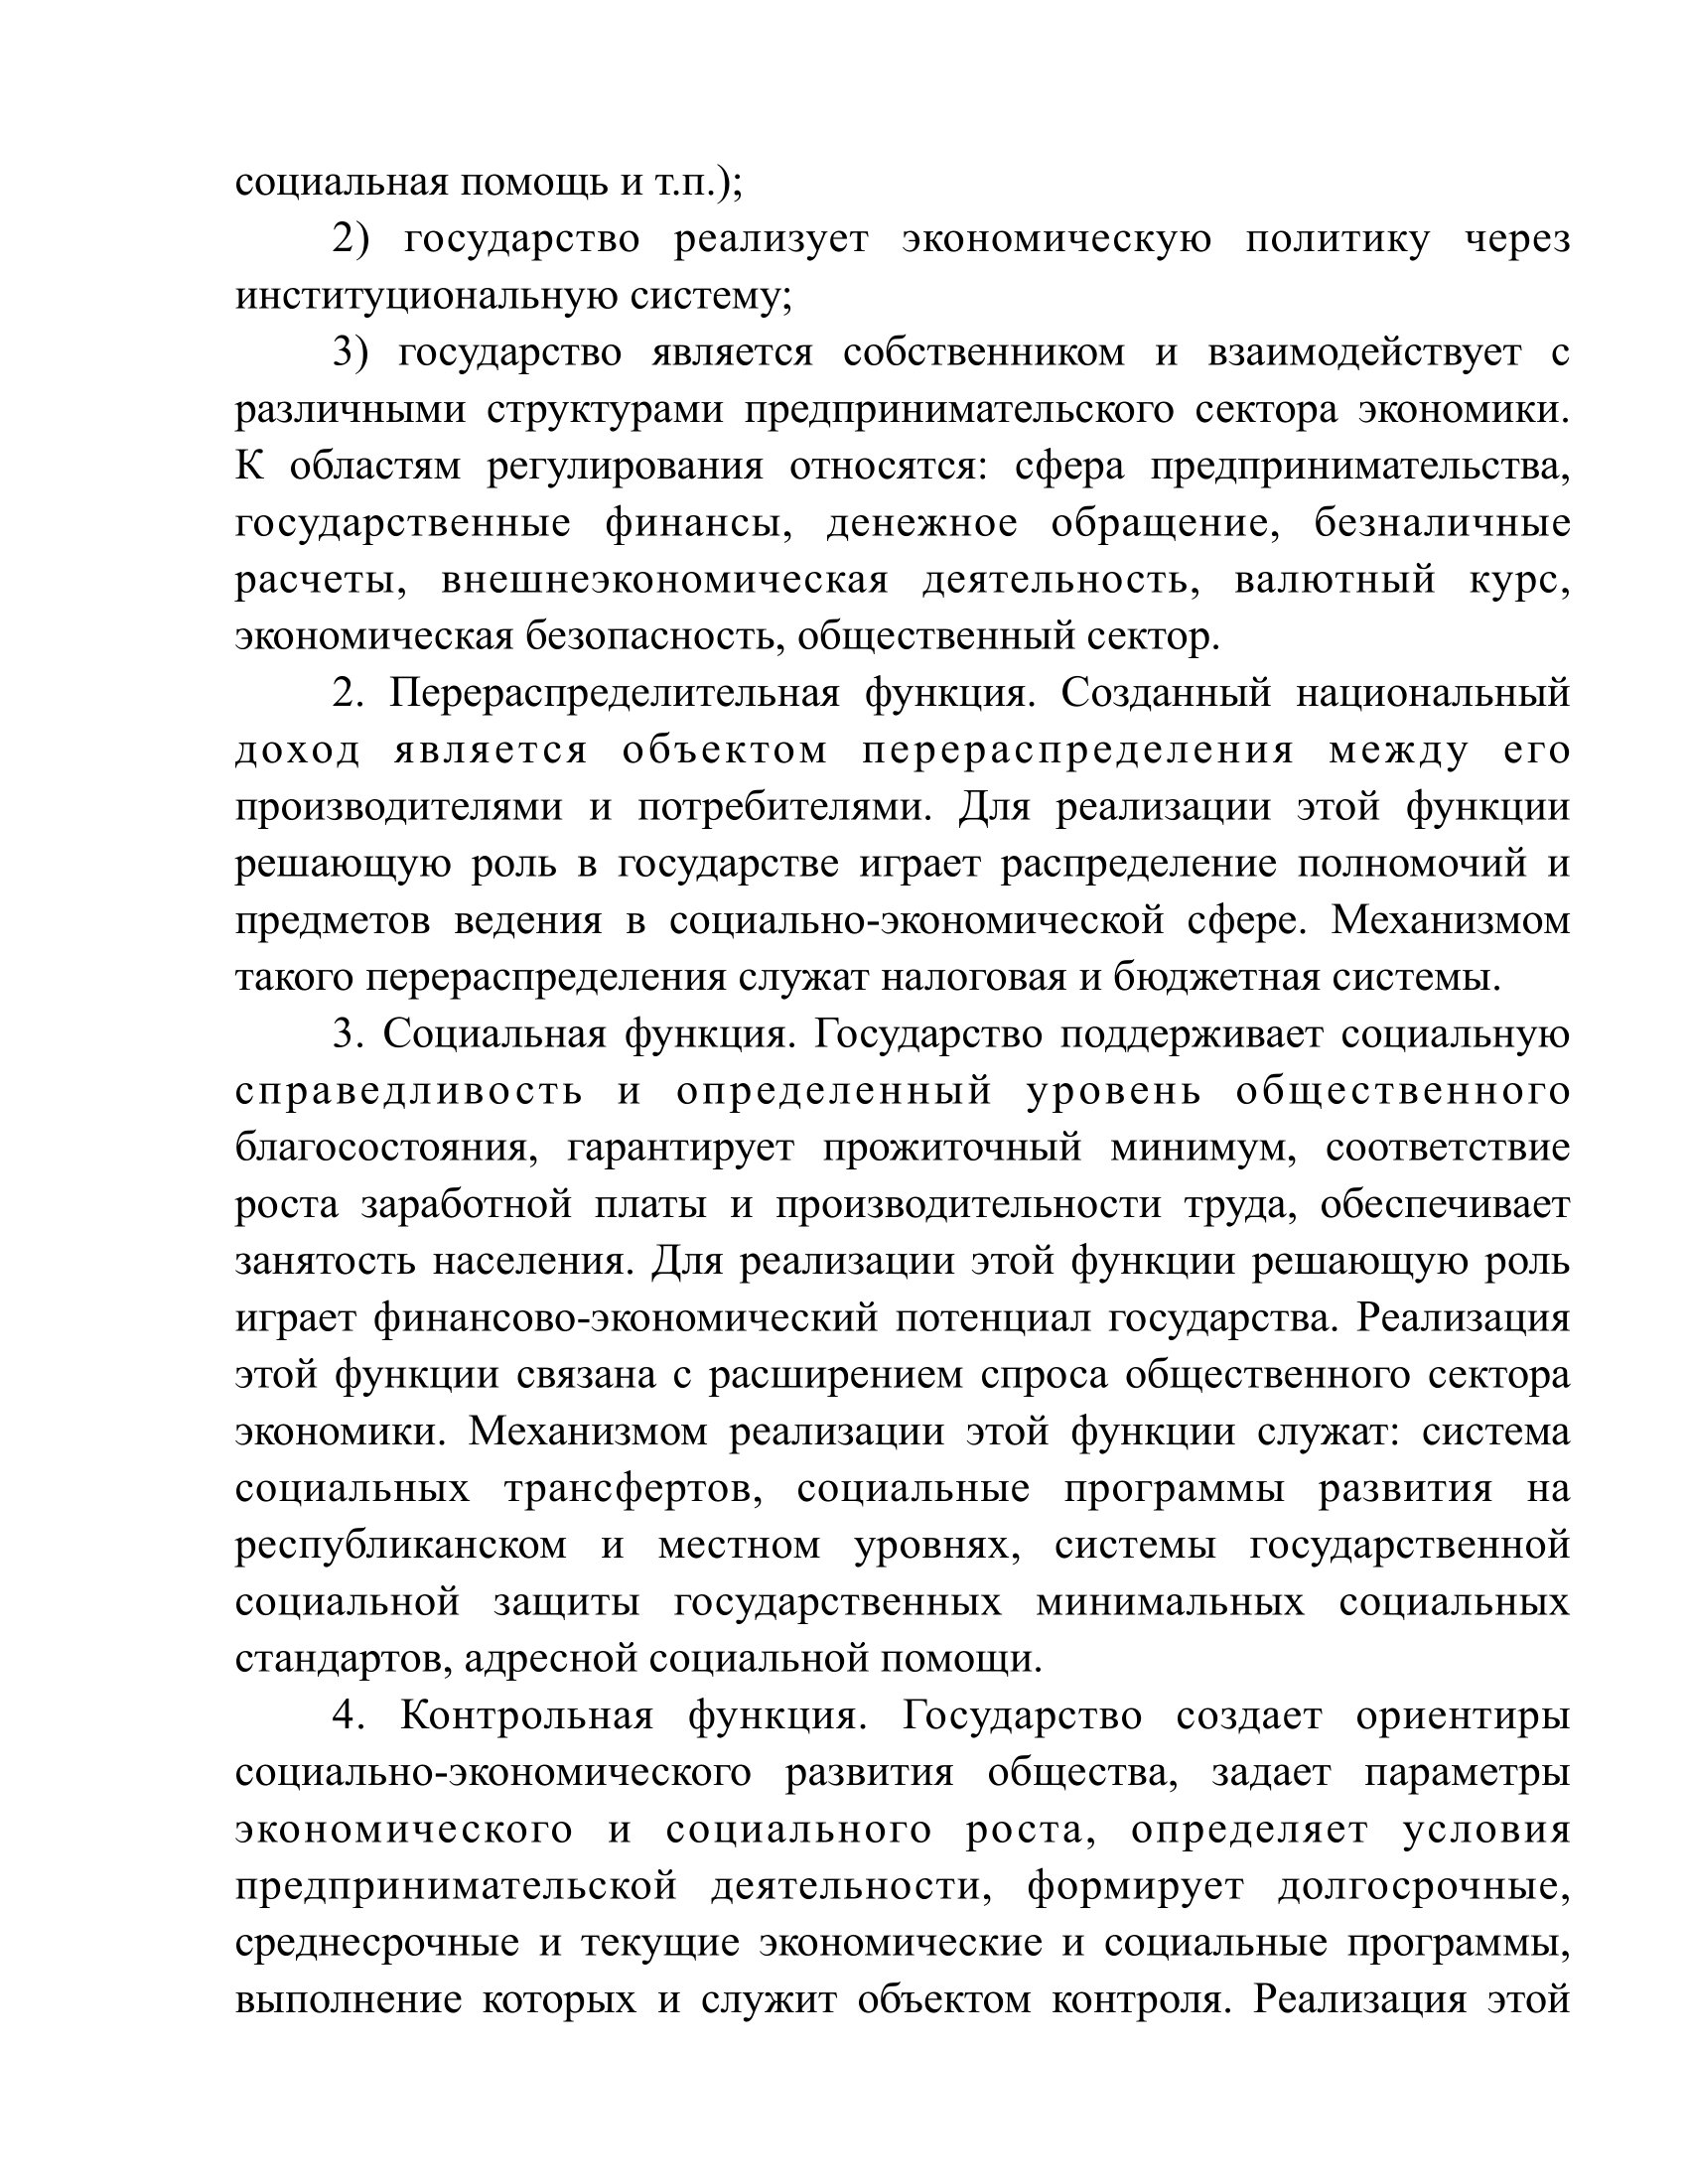 социальная помощь и т.п.);
2) государство реализует экономическую политику через
институциональную систему;
3) государство является собственником и взаимодействует с
различными структурами предпринимательского сектора экономики.
К областям регулирования относятся: сфера предпринимательства,
государственные финансы, денежное обращение, безналичные
расчеты, внешнеэкономическая деятельность, валютный курс,
экономическая безопасность, общественный сектор.
2. Перераспределительная функция. Созданный национальный
доход является объектом перераспределения между его
производителями и потребителями. Для реализации этой функции
решающую роль в государстве играет распределение полномочий и
предметов ведения в социально-экономической сфере. Механизмом
такого перераспределения служат налоговая и бюджетная системы.
3. Социальная функция. Государство поддерживает социальную
справедливость и определенный уровень общественного
благосостояния, гарантирует прожиточный минимум, соответствие
роста заработной платы и производительности труда, обеспечивает
занятость населения. Для реализации этой функции решающую роль
играет финансово-экономический потенциал государства. Реализация
этой функции связана с расширением спроса общественного сектора
экономики. Механизмом реализации этой функции служат: система
социальных трансфертов, социальные программы развития на
республиканском и местном уровнях, системы государственной
социальной защиты государственных минимальных социальных
стандартов, адресной социальной помощи.
4. Контрольная функция. Государство создает ориентиры
социально-экономического развития общества, задает параметры
экономического и социального роста, определяет условия
предпринимательской деятельности, формирует долгосрочные,
среднесрочные и текущие экономические и социальные программы,
выполнение которых и служит объектом контроля. Реализация этой